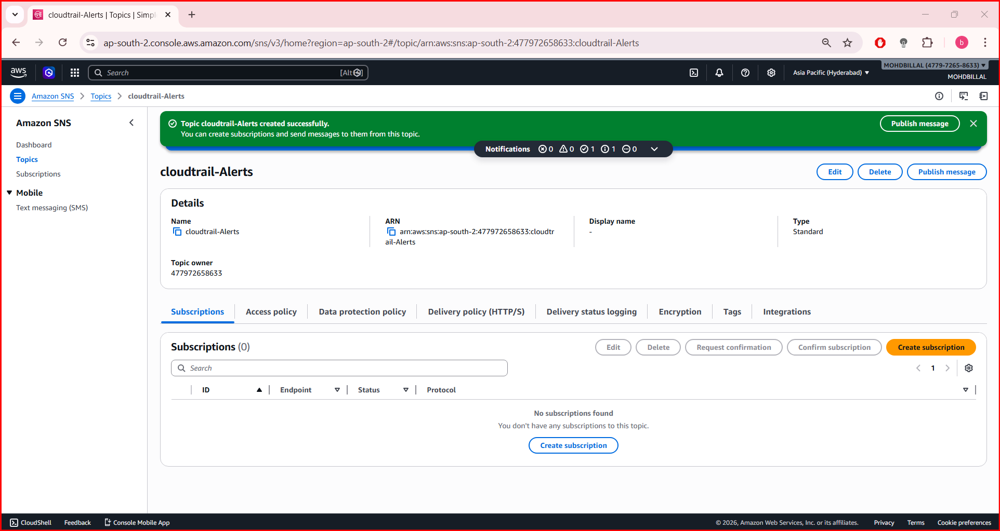 cloudtrail-Alerts | Topics | Simpl
ap-south-2.console.aws.amazon.com/sns/v3/home?region=ap-south-2#/topic/arn:aws:sns:ap-south-2:477972658633:cloudtrail-Alerts
b
aws
Search
[Alt
Asia Pacific (Hyderabad)
MOHDBILLAL (4779-7265-8633)
MOHDBILLAL
Amazon SNS
Topics
cloudtrail-Alerts
Amazon SNS
Dashboard
Topics
Subscriptions
Mobile
Text messaging (SMS)
Topic cloudtrail-Alerts created successfully.
You can create subscriptions and send messages to them from this topic.
Publish message
Notifications 0 0 1 1 0
cloudtrail-Alerts
Edit
Delete
Publish message
Details
Name
cloudtrail-Alerts
ARN
arn:aws:sns:ap-south-2:477972658633:cloudtr
ail-Alerts
Display name
-
Type
Standard
Topic owner
477972658633
Subscriptions
Access policy
Data protection policy
Delivery policy (HTTP/S)
Delivery status logging
Encryption
Tags
Integrations
Subscriptions (0)
Edit
Delete
Request confirmation
Confirm subscription
Create subscription
Search
1
ID
Endpoint
Status
Protocol
No subscriptions found
You don't have any subscriptions to this topic.
Create subscription
CloudShell
Feedback
Console Mobile App
© 2026, Amazon Web Services, Inc. or its affiliates.
Privacy
Terms
Cookie preferences